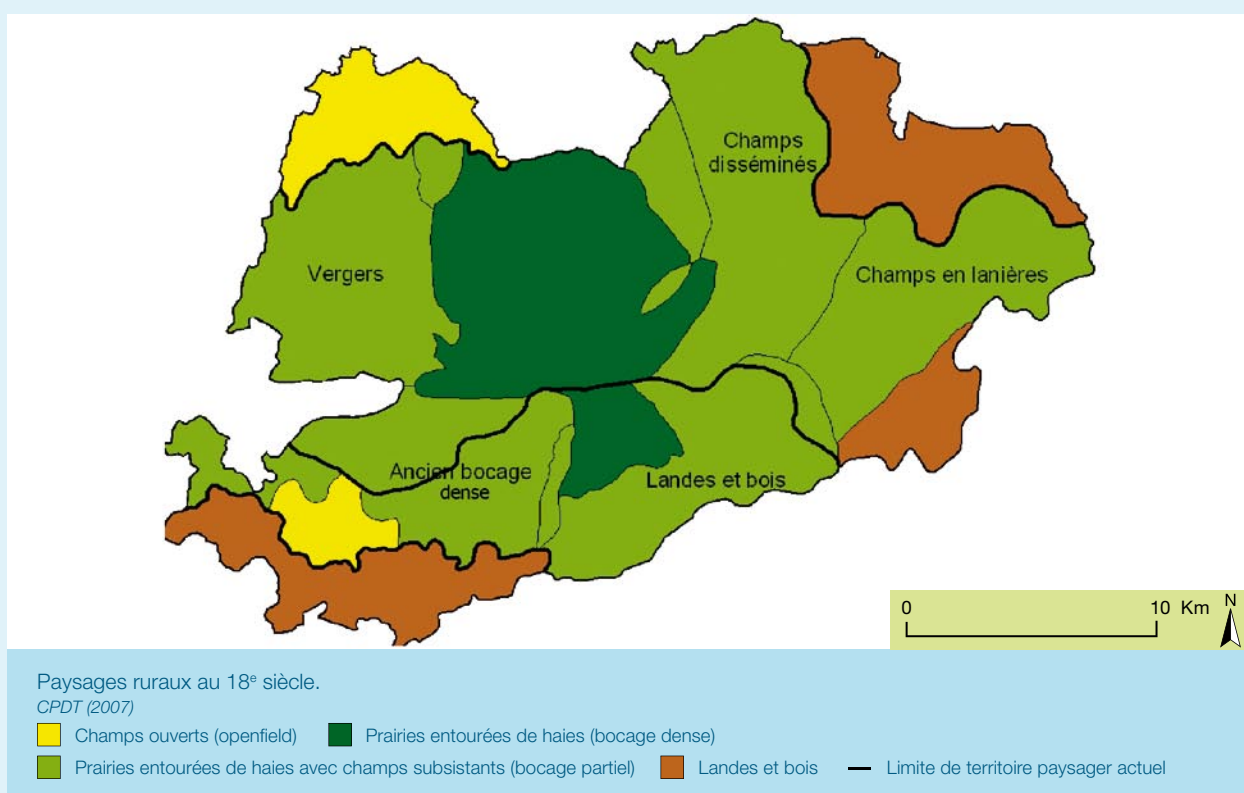 Champs
disséminés
Vergers
Champs en lanières
Ancien bocage
dense
Landes et bois
0 10 Km N
Paysages ruraux au 18e siècle.
CPDT (2007)
Champs ouverts (openfield) Prairies entourées de haies (bocage dense)
Prairies entourées de haies avec champs subsistants (bocage partiel) Landes et bois Limite de territoire paysager actuel